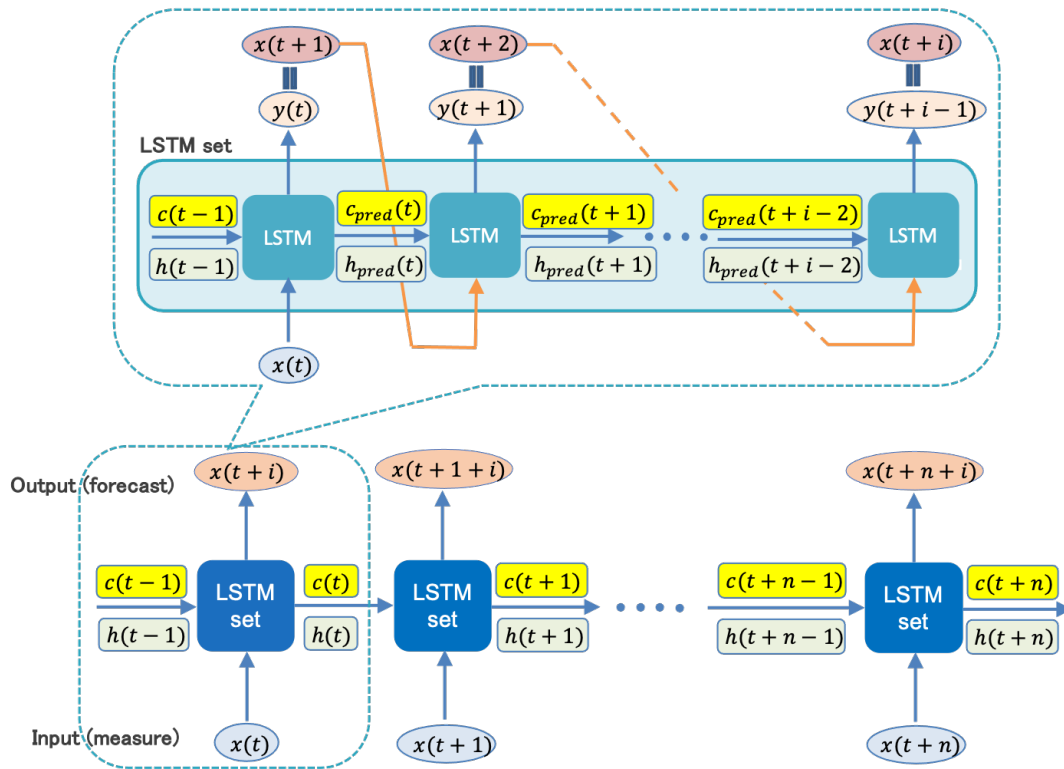 x(t + 1)
x(t + 2)
x(t + i)
y(t)
y(t + 1)
y(t + i − 1)
LSTM set
c(t − 1)
LSTM
h(t − 1)
c_pred(t)
h_pred(t)
LSTM
c_pred(t + 1)
h_pred(t + 1)
c_pred(t + i − 2)
h_pred(t + i − 2)
LSTM
x(t)
Output (forecast)
x(t + i)
x(t + 1 + i)
x(t + n + i)
c(t − 1)
h(t − 1)
LSTM
set
c(t)
h(t)
LSTM
set
c(t + 1)
h(t + 1)
c(t + n − 1)
h(t + n − 1)
LSTM
set
c(t + n)
h(t + n)
Input (measure)
x(t)
x(t + 1)
x(t + n)